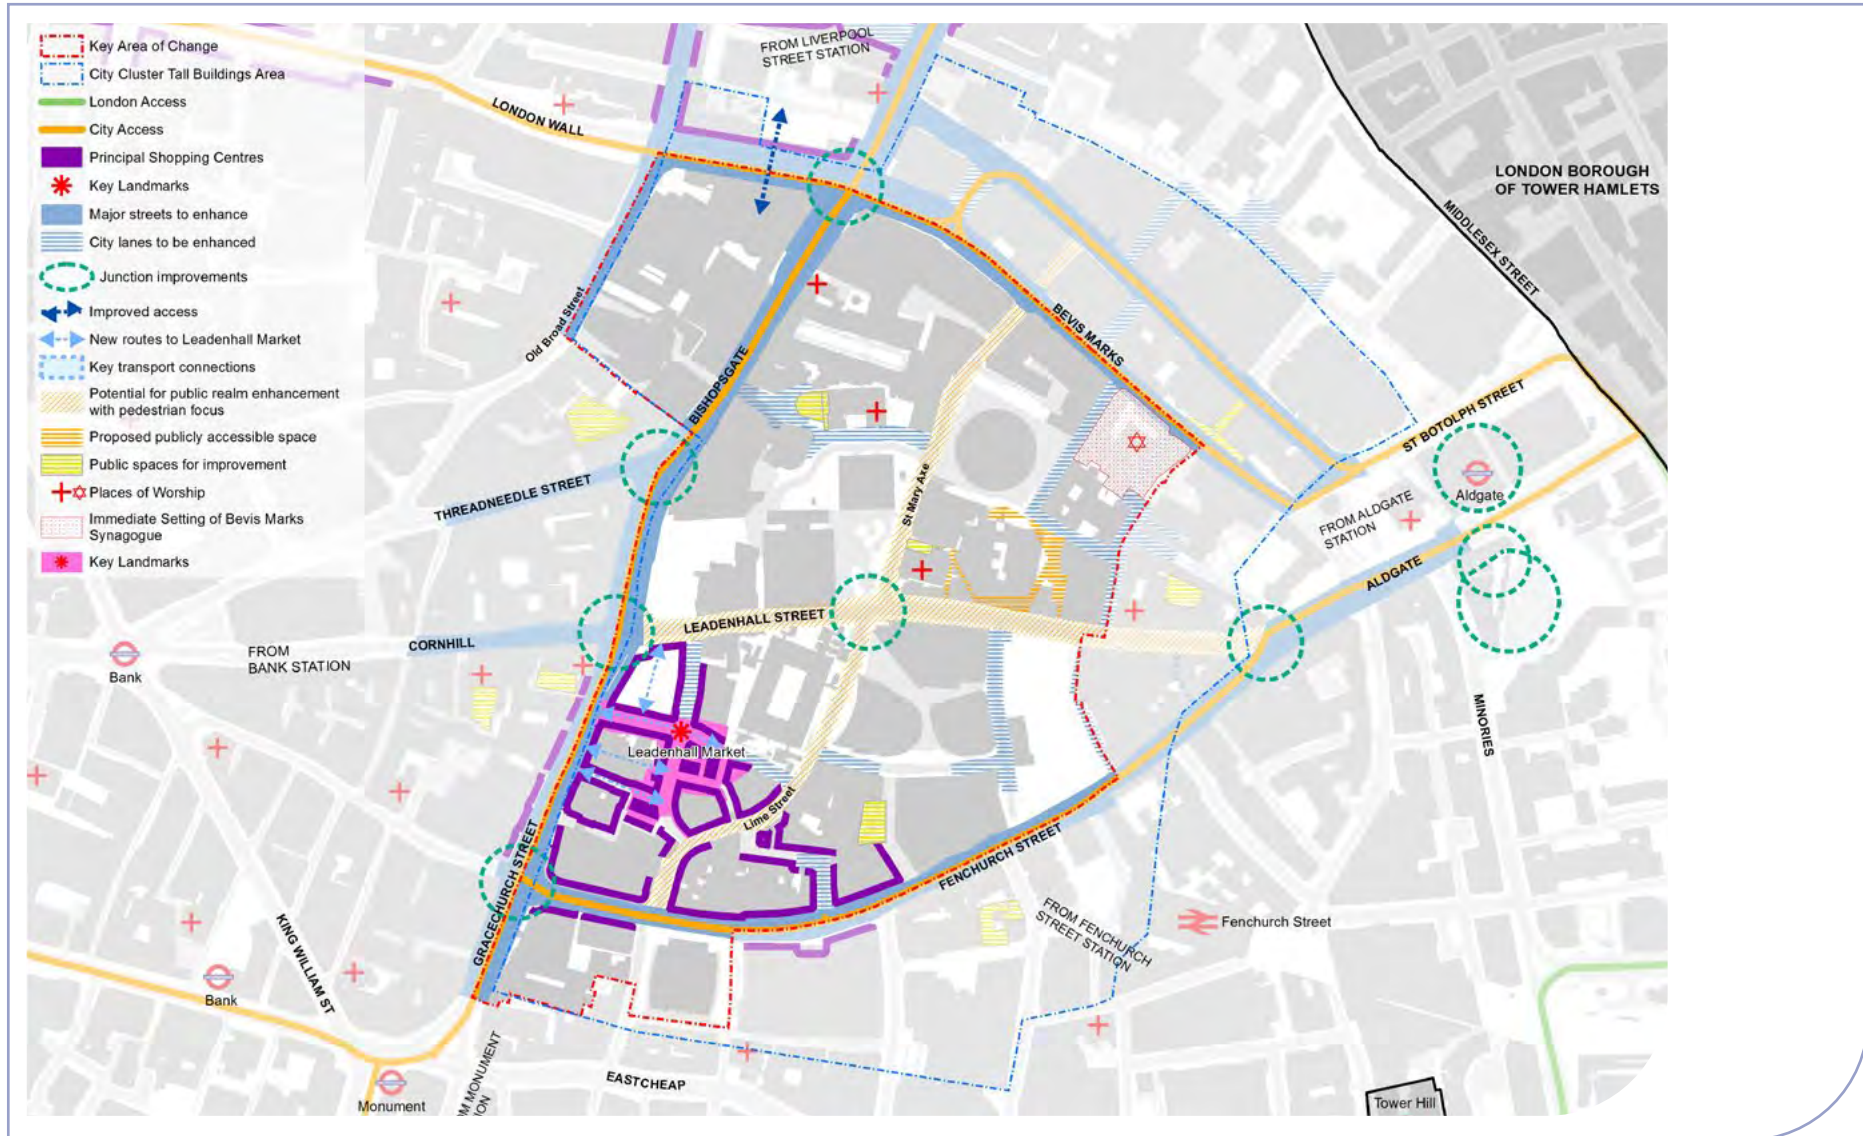 Key Area of Change
City Cluster Tall Buildings Area
London Access
City Access
Principal Shopping Centres
Key Landmarks
Major streets to enhance
City lanes to be enhanced
Junction improvements
Improved access
New routes to Leadenhall Market
Key transport connections
Potential for public realm enhancement
with pedestrian focus
Proposed publicly accessible space
Public spaces for improvement
Places of Worship
Immediate Setting of Bevis Marks
Synagogue
Key Landmarks
FROM LIVERPOOL
STREET STATION
LONDON WALL
LONDON BOROUGH
OF TOWER HAMLETS
MIDDLESEX STREET
Old Broad Street
BISHOPSGATE
BEVIS MARKS
ST BOTOLPH STREET
THREADNEEDLE STREET
St Mary Axe
FROM ALDGATE
STATION
Aldgate
ALDGATE
LEADENHALL STREET
CORNHILL
FROM
BANK STATION
Bank
MINORIES
Leadenhall Market
Lime Street
GRACECHURCH STREET
FENCHURCH STREET
FROM FENCHURCH
STREET STATION
Fenchurch Street
KING WILLIAM ST
Bank
Monument
OM MONUMENT
TION
EASTCHEAP
Tower Hill